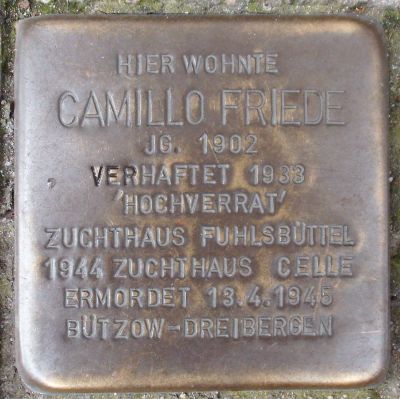 HIER WOHNTE
CAMILLO FRIEDE
JG. 1902
VERHAFTET 1933
'HOCHVERRAT'
ZUCHTHAUS FUHLSBÜTTEL
1944 ZUCHTHAUS CELLE
ERMORDET 13.4.1945
BÜTZOW-DREIBERGEN